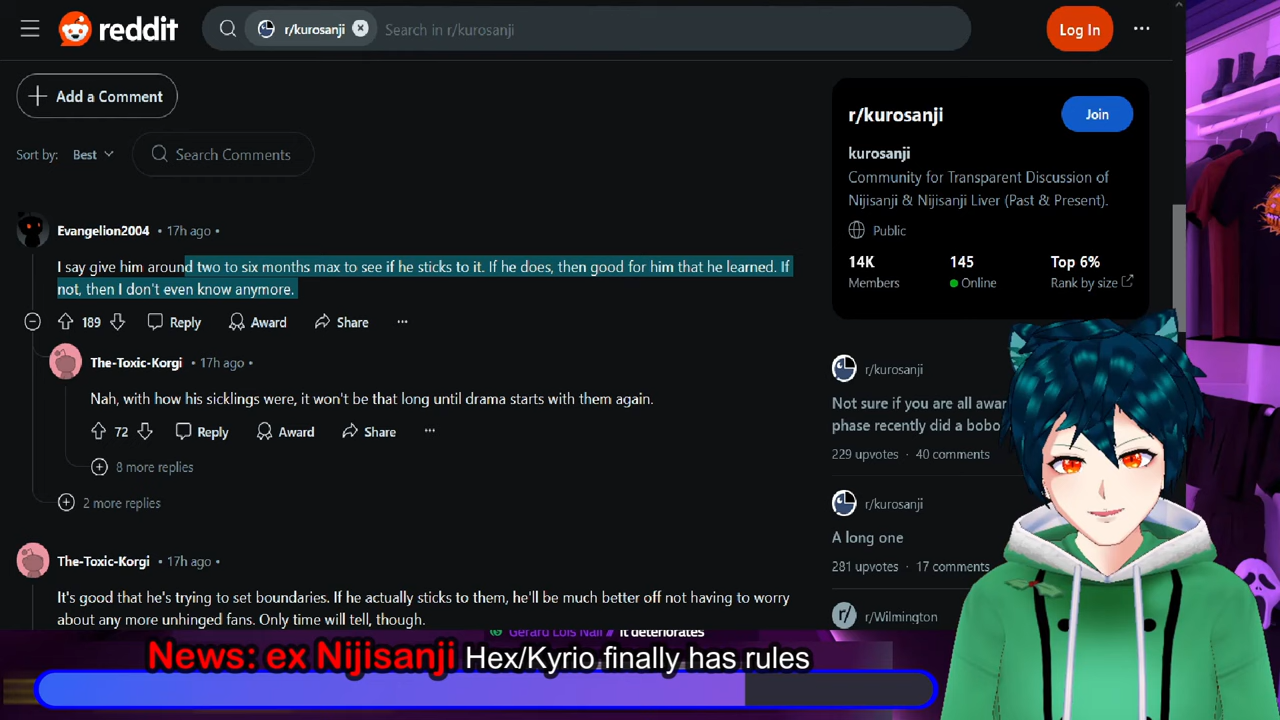 reddit
r/kurosanji
Search in r/kurosanji
Log In
Add a Comment
Sort by:
Best
Search Comments
Evangelion2004 • 17h ago •
I say give him around two to six months max to see if he sticks to it. If he does, then good for him that he learned. If
not, then I don't even know anymore.
189
Reply
Award
Share
The-Toxic-Korgi • 17h ago •
Nah, with how his sicklings were, it won't be that long until drama starts with them again.
72
Reply
Award
Share
8 more replies
2 more replies
The-Toxic-Korgi • 17h ago •
It's good that he's trying to set boundaries. If he actually sticks to them, he'll be much better off not having to worry
about any more unhinged fans. Only time will tell, though.
r/kurosanji
Join
kurosanji
Community for Transparent Discussion of
Nijisanji & Nijisanji Liver (Past & Present).
Public
14K
145
Top 6%
Members
Online
Rank by size
r/kurosanji
Not sure if you are all awar
phase recently did a bobo
229 upvotes • 40 comments
r/kurosanji
A long one
281 upvotes • 17 comments
r/Wilmington
it deteriorates
News: ex Nijisanji Hex/Kyrio finally has rules